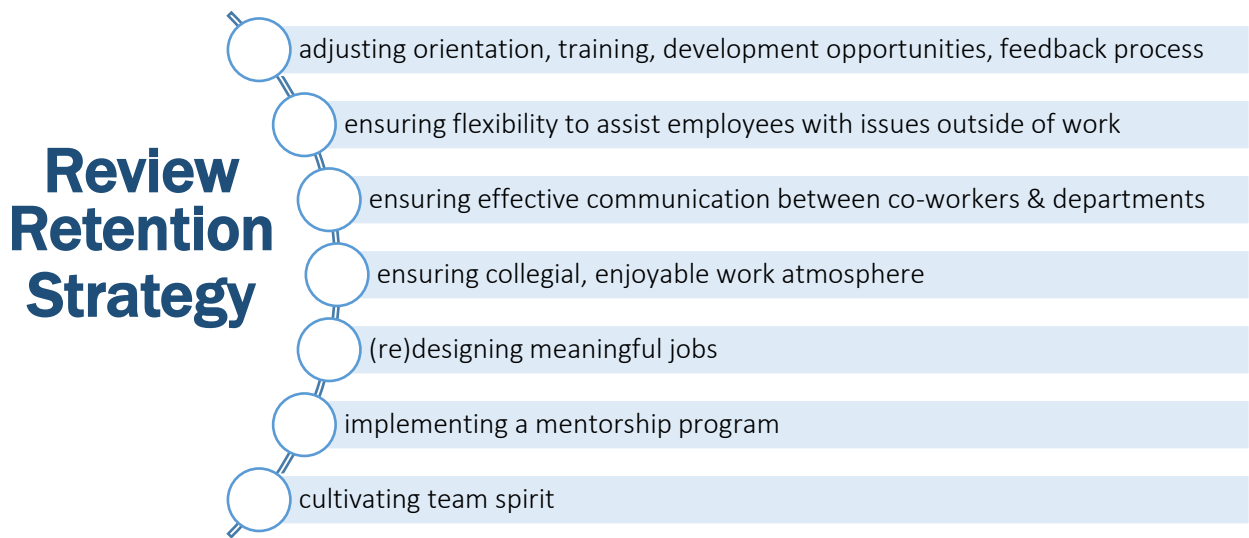 Review
Retention
Strategy
adjusting orientation, training, development opportunities, feedback process
ensuring flexibility to assist employees with issues outside of work
ensuring effective communication between co-workers & departments
ensuring collegial, enjoyable work atmosphere
(re)designing meaningful jobs
implementing a mentorship program
cultivating team spirit